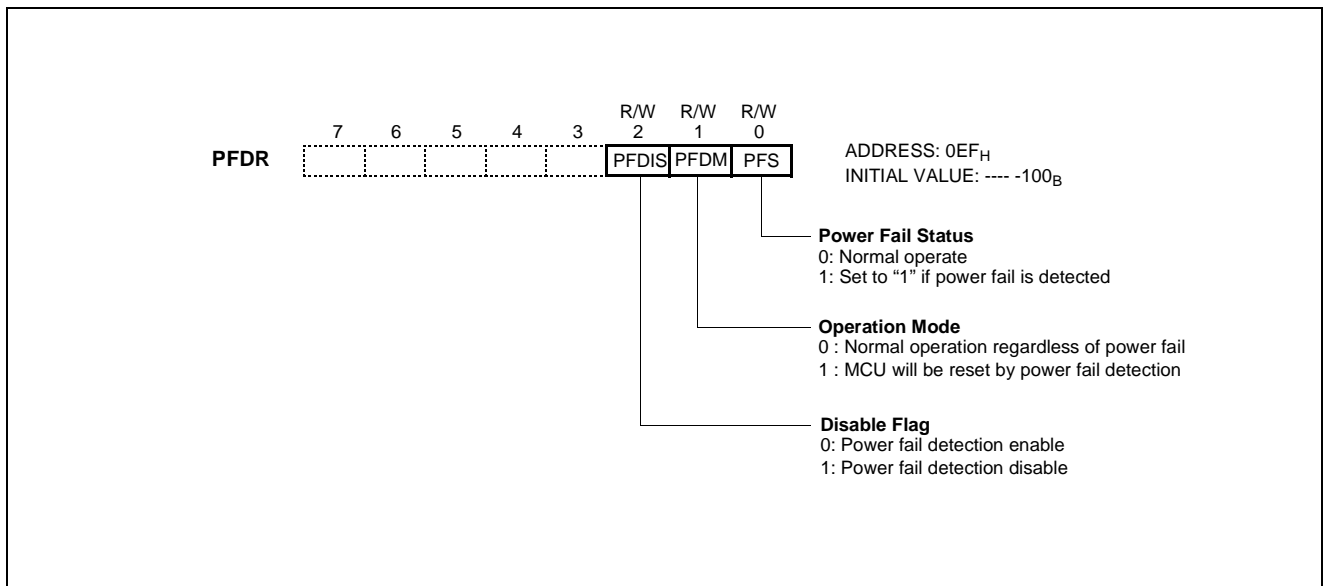 R/W R/W R/W
7 6 5 4 3 2 1 0
PFDR PFDIS PFDM PFS
ADDRESS: 0EFH
INITIAL VALUE: ---- -100B
Power Fail Status
0: Normal operate
1: Set to “1” if power fail is detected
Operation Mode
0 : Normal operation regardless of power fail
1 : MCU will be reset by power fail detection
Disable Flag
0: Power fail detection enable
1: Power fail detection disable